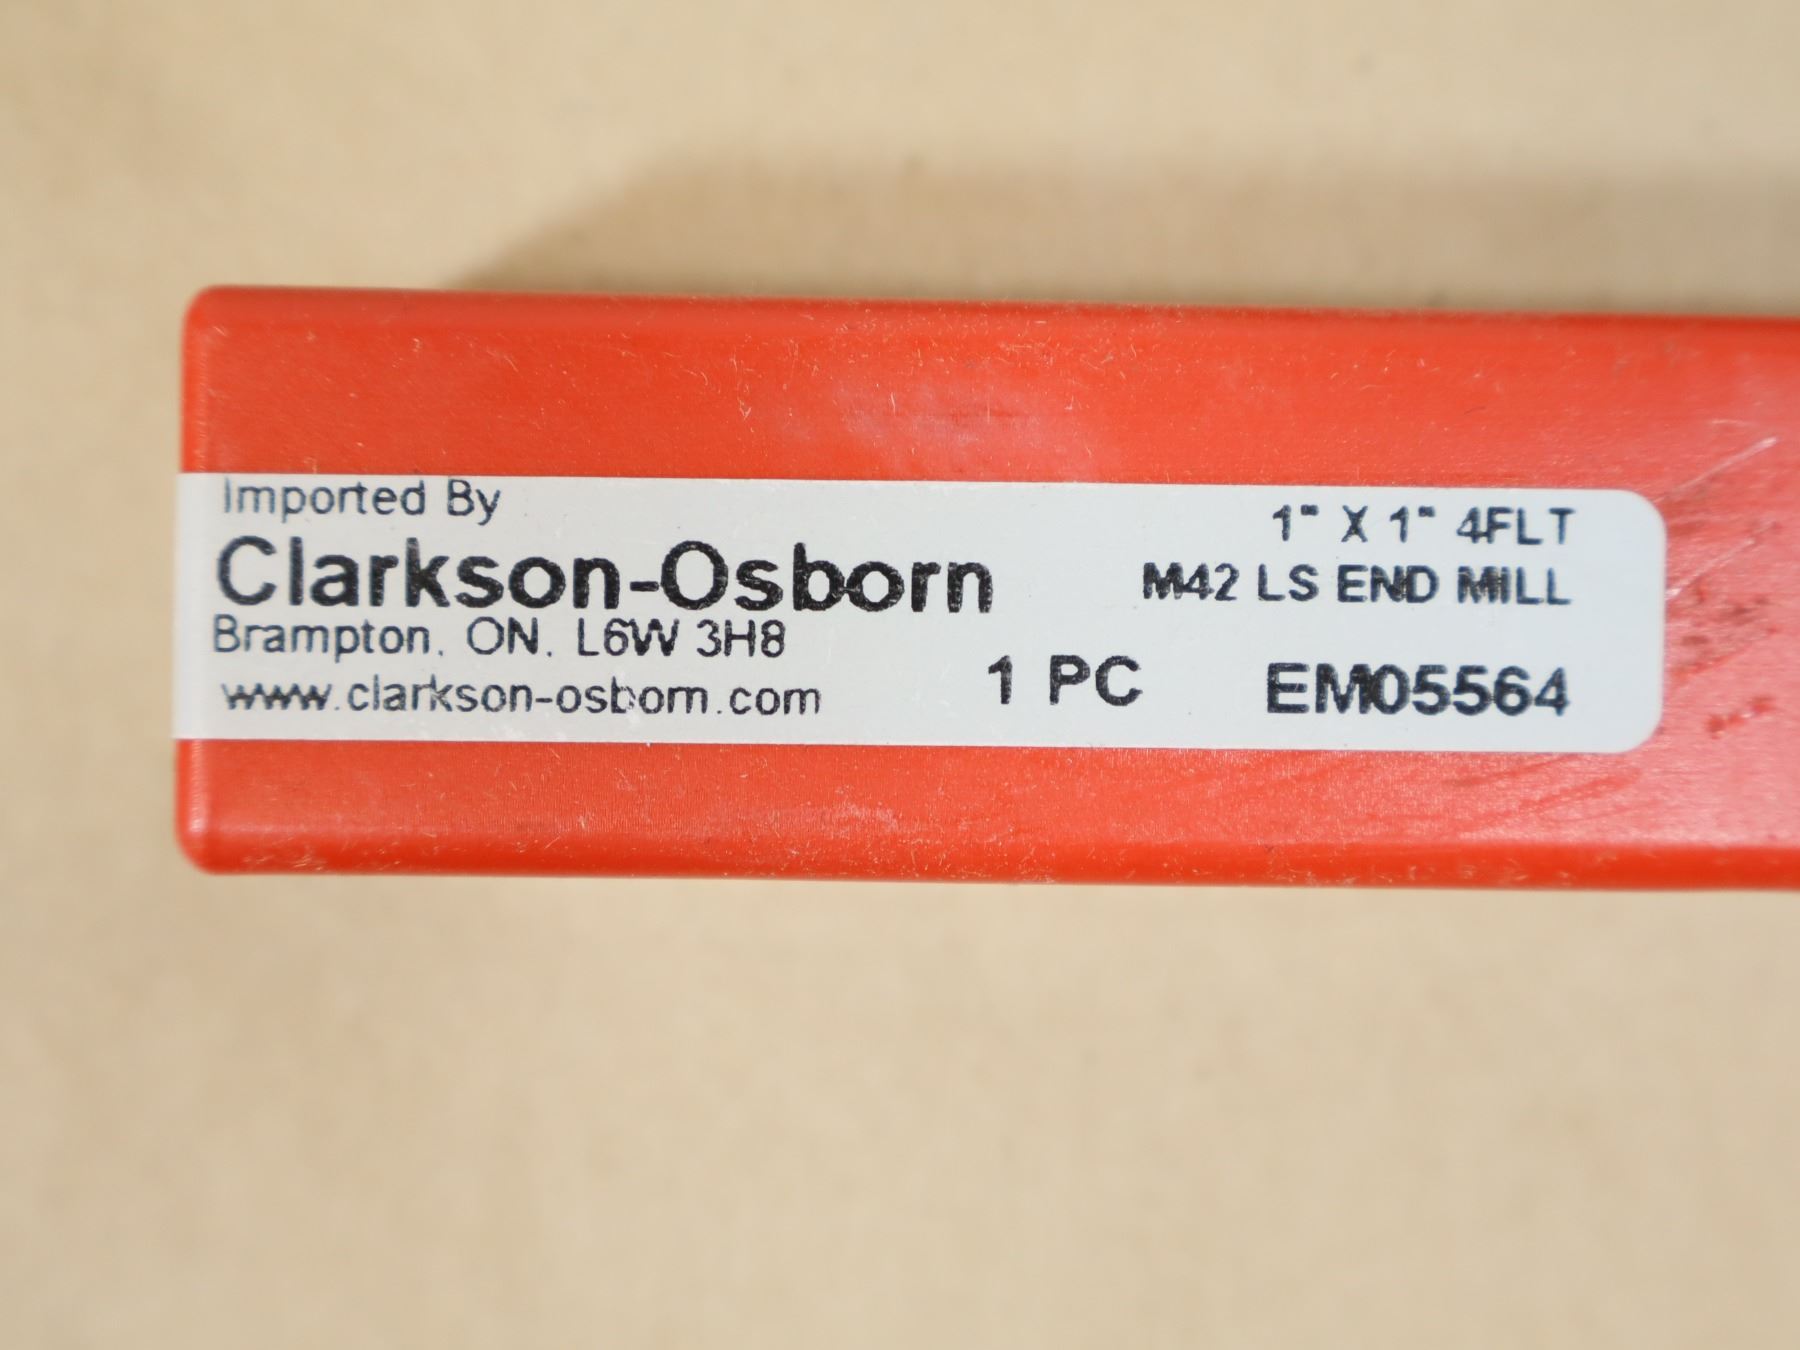 Imported By
Clarkson-Osborn
Brampton, ON, L6W 3H8
www.clarkson-osborn.com
1" X 1" 4FLT
M42 LS END MILL
1 PC EM05564